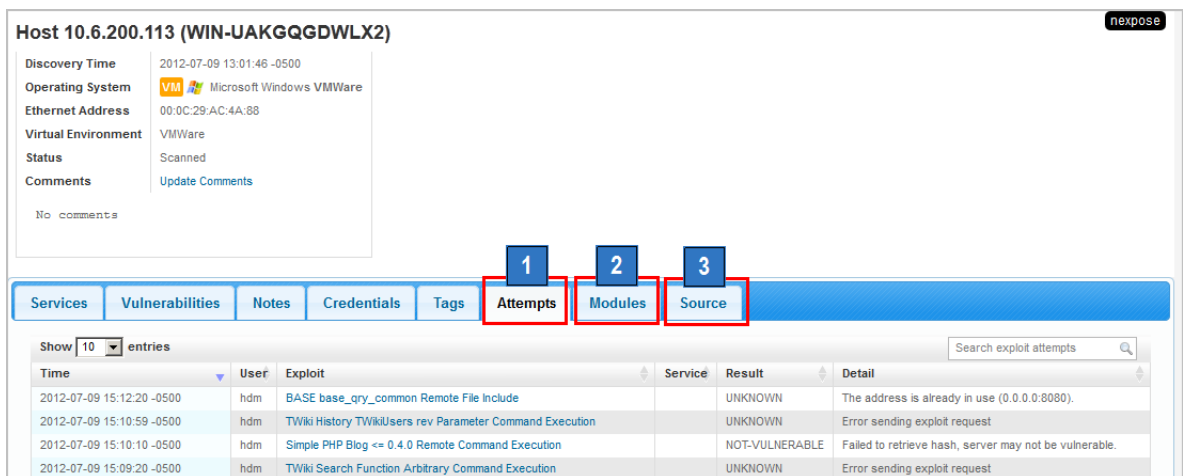 nexpose
Host 10.6.200.113 (WIN-UAKGQGDWLX2)
Discovery Time 2012-07-09 13:01:46 -0500
Operating System VM Microsoft Windows VMWare
Ethernet Address 00:0C:29:AC:4A:88
Virtual Environment VMWare
Status Scanned
Comments Update Comments
No comments
1 2 3
Services Vulnerabilities Notes Credentials Tags Attempts Modules Source
Show 10 entries Search exploit attempts
Time User Exploit Service Result Detail
2012-07-09 15:12:20 -0500 hdm BASE base_qry_common Remote File Include UNKNOWN The address is already in use (0.0.0.0:8080).
2012-07-09 15:10:59 -0500 hdm TWiki History TWikiUsers rev Parameter Command Execution UNKNOWN Error sending exploit request
2012-07-09 15:10:10 -0500 hdm Simple PHP Blog <= 0.4.0 Remote Command Execution NOT-VULNERABLE Failed to retrieve hash, server may not be vulnerable.
2012-07-09 15:09:20 -0500 hdm TWiki Search Function Arbitrary Command Execution UNKNOWN Error sending exploit request